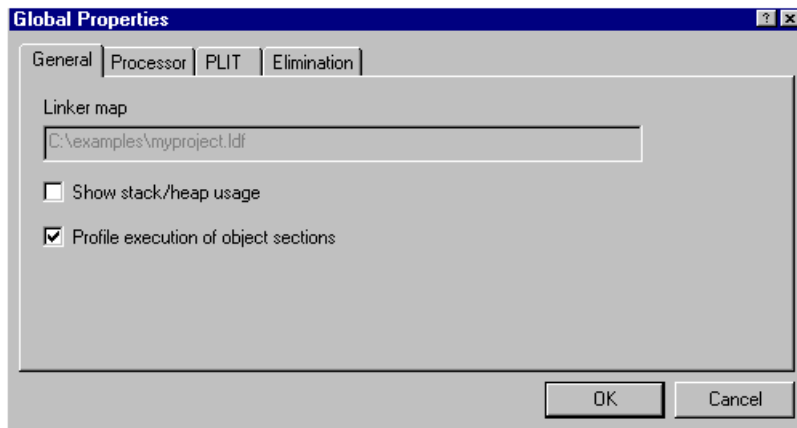 Global Properties
General Processor PLIT Elimination
Linker map
C:\examples\myproject.ldf
Show stack/heap usage
Profile execution of object sections
OK Cancel